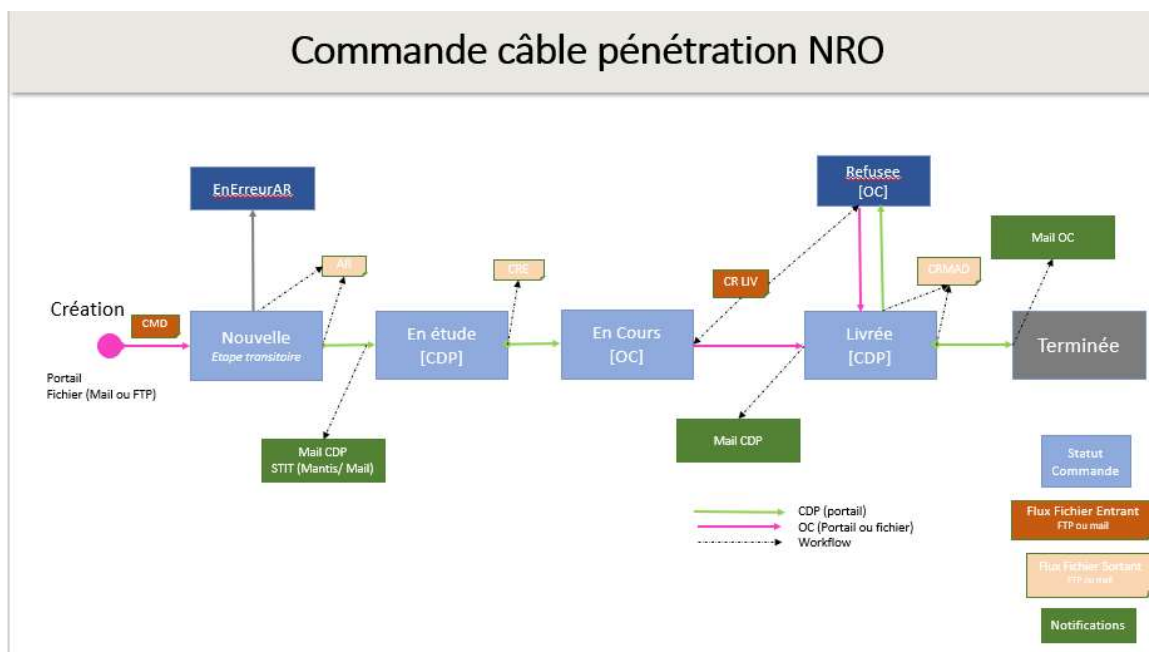 Commande câble pénétration NRO
EnErreurAR
Refusee
[OC]
Mail OC
AR
CRE
CR LIV
CRMAD
Création
CMD
Nouvelle
Etape transitoire
En étude
[CDP]
En Cours
[OC]
Livrée
[CDP]
Terminée
Portail
Fichier (Mail ou FTP)
Mail CDP
STIT (Mantis/ Mail)
Mail CDP
Statut
Commande
CDP (portail)
OC (Portail ou fichier)
Workflow
Flux Fichier Entrant
FTP ou mail
Flux Fichier Sortant
FTP ou mail
Notifications